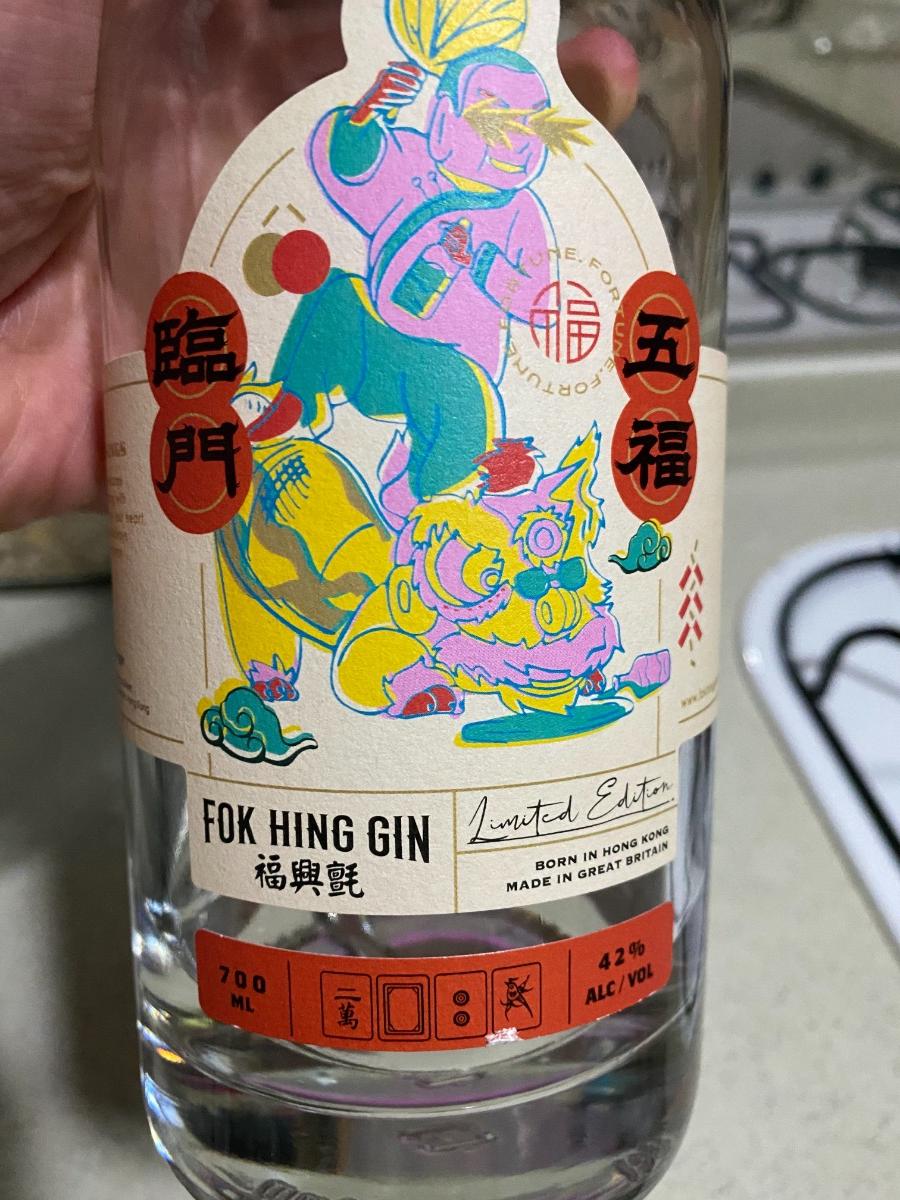 FORTUNE.FORTUNE.FORTUNE.
福
五福
臨門
FOK HING GIN
福興氈
Limited Edition.
BORN IN HONG KONG
MADE IN GREAT BRITAIN
700
ML
二萬
42%
ALC/VOL